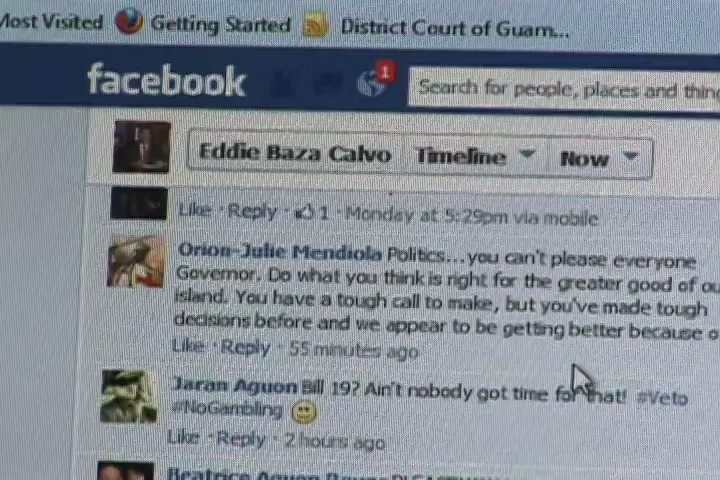 Most Visited Getting Started District Court of Guam...
facebook 1 Search for people, places and thing
Eddie Baza Calvo Timeline Now
Like · Reply · 1 · Monday at 5:29pm via mobile
Orion-Julie Mendiola Politics...you can't please everyone
Governor. Do what you think is right for the greater good of ou
island. You have a tough call to make, but you've made tough
decisions before and we appear to be getting better because o
Like · Reply · 55 minutes ago
Jaran Aguon Bill 19? Ain't nobody got time for that! #Veto
#NoGambling
Like · Reply · 2 hours ago
Beatrice Aguon